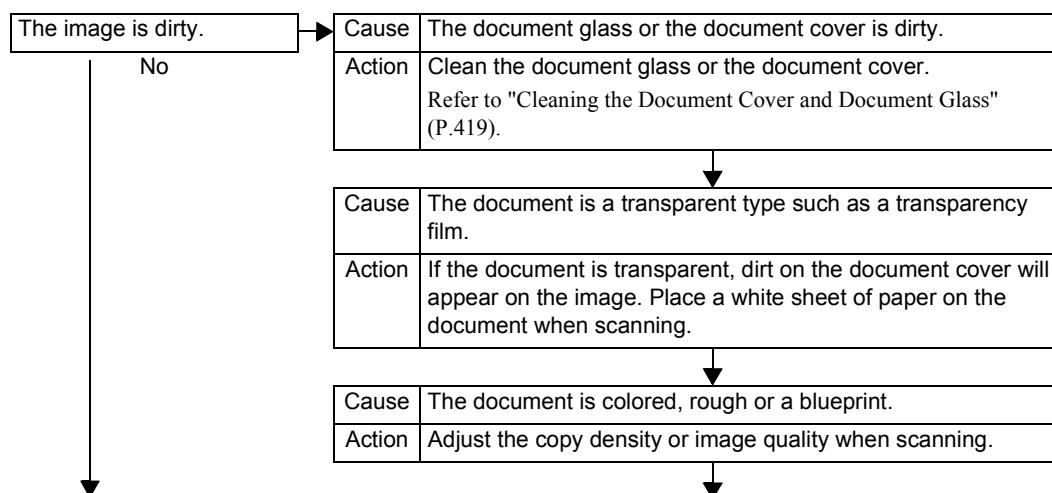 The image is dirty.
No
Cause The document glass or the document cover is dirty.
Action Clean the document glass or the document cover.
Refer to "Cleaning the Document Cover and Document Glass"
(P.419).
Cause The document is a transparent type such as a transparency
film.
Action If the document is transparent, dirt on the document cover will
appear on the image. Place a white sheet of paper on the
document when scanning.
Cause The document is colored, rough or a blueprint.
Action Adjust the copy density or image quality when scanning.